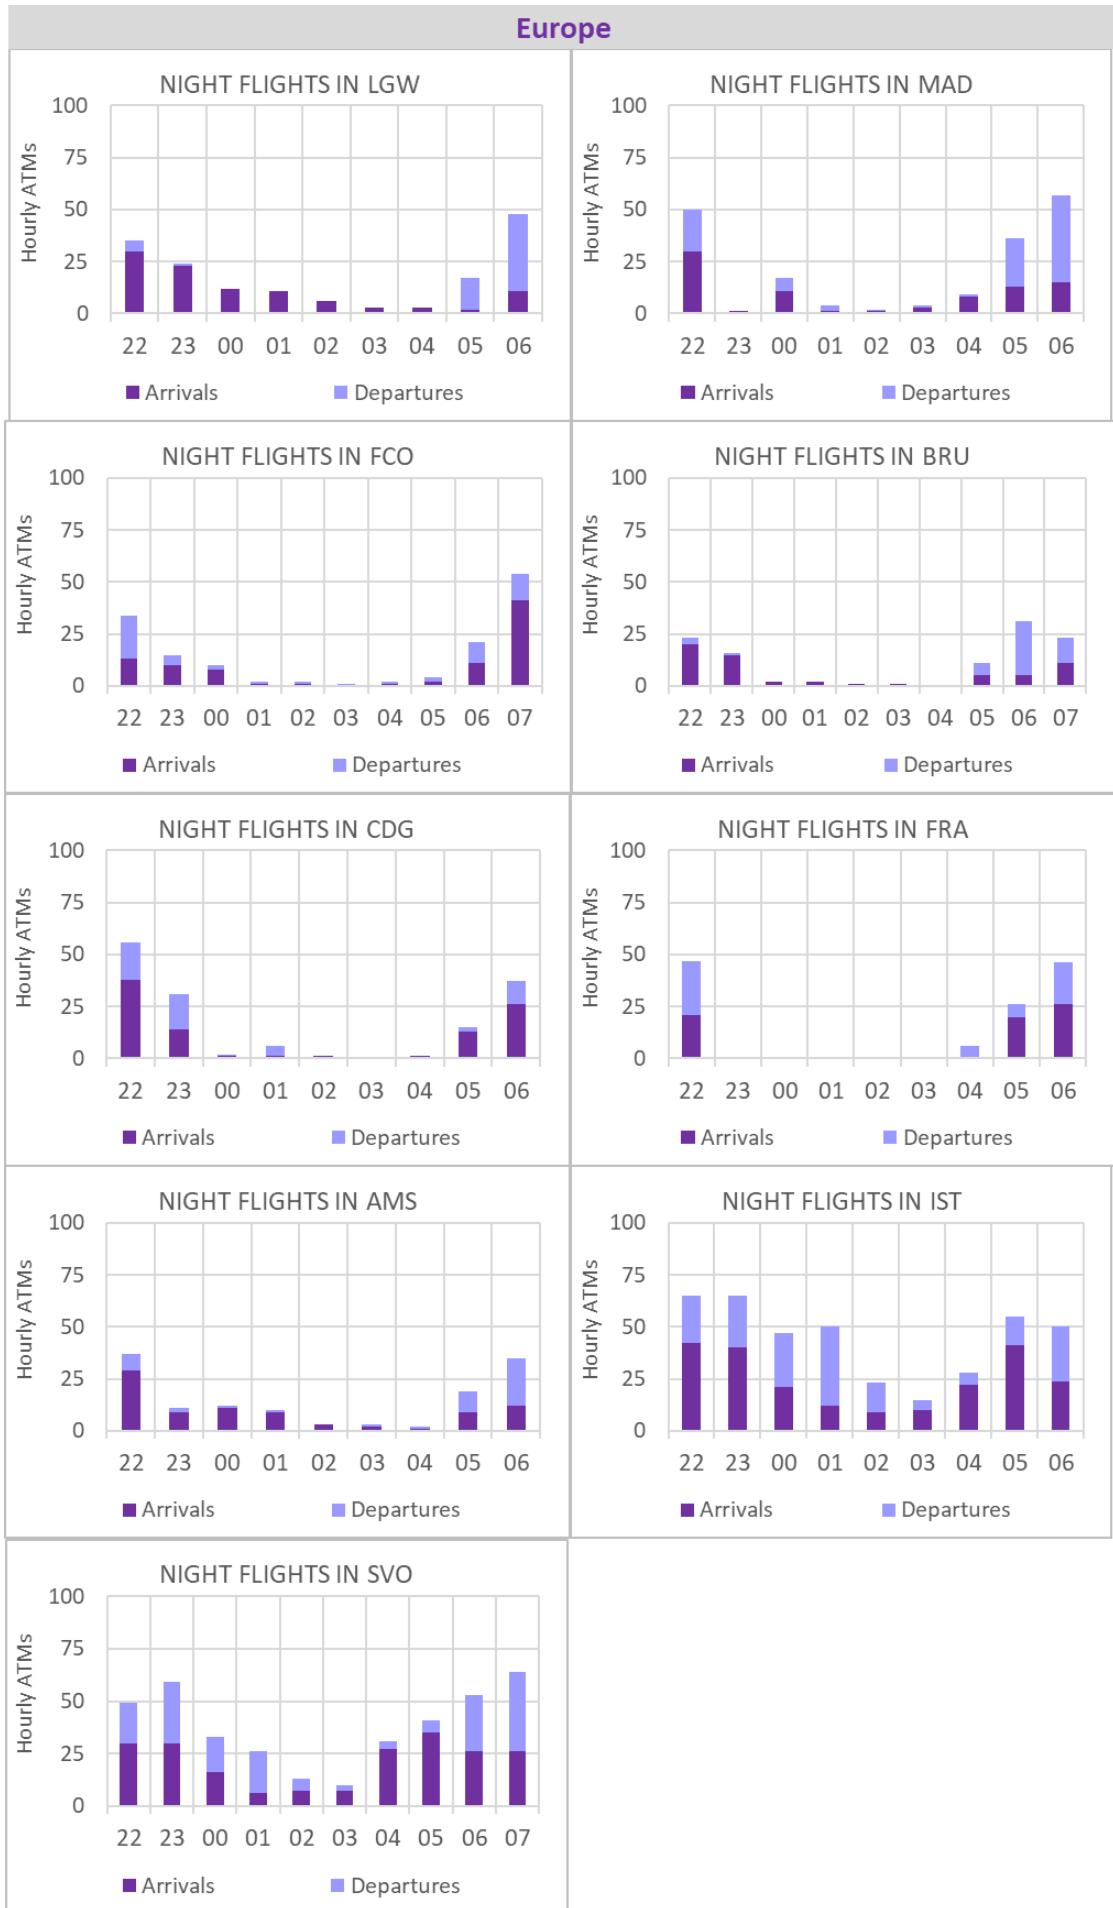 Europe
NIGHT FLIGHTS IN LGW
Hourly ATMs
100
75
50
25
0
22 23 00 01 02 03 04 05 06
Arrivals Departures
NIGHT FLIGHTS IN MAD
Hourly ATMs
100
75
50
25
0
22 23 00 01 02 03 04 05 06
Arrivals Departures
NIGHT FLIGHTS IN FCO
Hourly ATMs
100
75
50
25
0
22 23 00 01 02 03 04 05 06 07
Arrivals Departures
NIGHT FLIGHTS IN BRU
Hourly ATMs
100
75
50
25
0
22 23 00 01 02 03 04 05 06 07
Arrivals Departures
NIGHT FLIGHTS IN CDG
Hourly ATMs
100
75
50
25
0
22 23 00 01 02 03 04 05 06
Arrivals Departures
NIGHT FLIGHTS IN FRA
Hourly ATMs
100
75
50
25
0
22 23 00 01 02 03 04 05 06
Arrivals Departures
NIGHT FLIGHTS IN AMS
Hourly ATMs
100
75
50
25
0
22 23 00 01 02 03 04 05 06
Arrivals Departures
NIGHT FLIGHTS IN IST
Hourly ATMs
100
75
50
25
0
22 23 00 01 02 03 04 05 06
Arrivals Departures
NIGHT FLIGHTS IN SVO
Hourly ATMs
100
75
50
25
0
22 23 00 01 02 03 04 05 06 07
Arrivals Departures